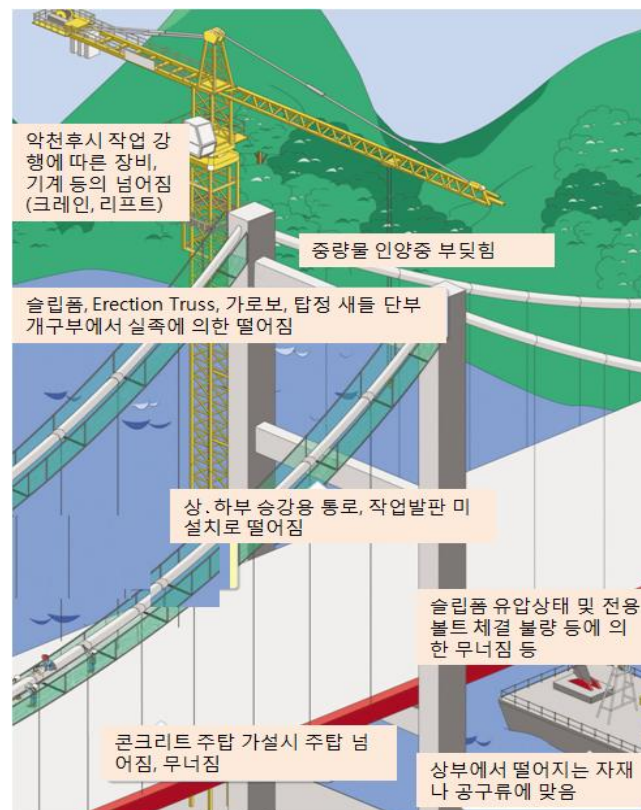 악천후시 작업 강
행에 따른 장비,
기계 등의 넘어짐
(크레인, 리프트)
중량물 인양중 부딪힘
슬립폼, Erection Truss, 가로보, 탑정 새들 단부
개구부에서 실족에 의한 떨어짐
상․하부 승강용 통로, 작업발판 미
설치로 떨어짐
슬립폼 유압상태 및 전용
볼트 체결 불량 등에 의
한 무너짐 등
콘크리트 주탑 가설시 주탑 넘
어짐, 무너짐
상부에서 떨어지는 자재
나 공구류에 맞음